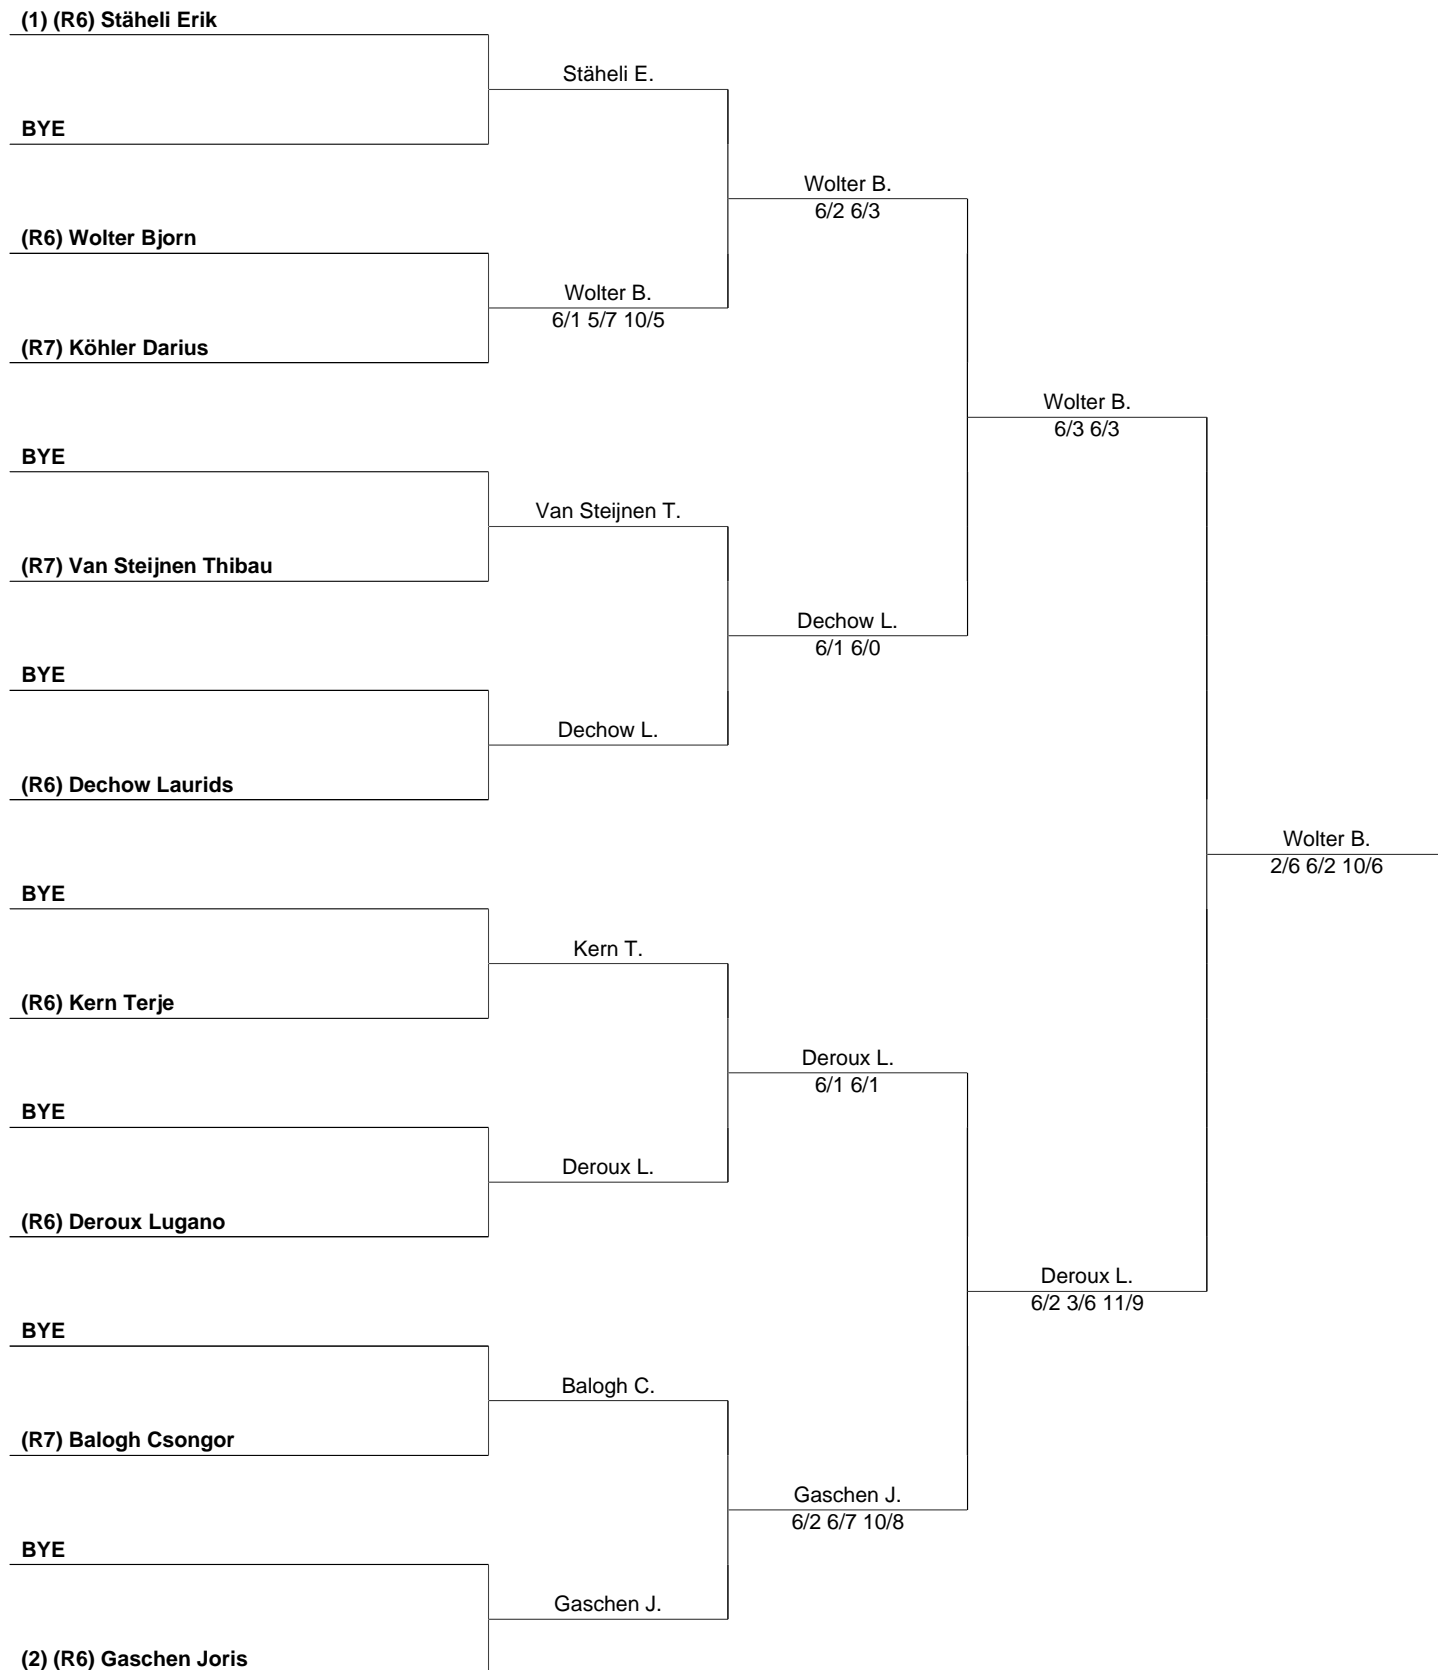 (1) (R6) Stäheli Erik
Stäheli E.
BYE
Wolter B.
6/2 6/3
(R6) Wolter Bjorn
Wolter B.
6/1 5/7 10/5
(R7) Köhler Darius
Wolter B.
6/3 6/3
BYE
Van Steijnen T.
(R7) Van Steijnen Thibau
Dechow L.
6/1 6/0
BYE
Dechow L.
(R6) Dechow Laurids
Wolter B.
2/6 6/2 10/6
BYE
Kern T.
(R6) Kern Terje
Deroux L.
6/1 6/1
BYE
Deroux L.
(R6) Deroux Lugano
Deroux L.
6/2 3/6 11/9
BYE
Balogh C.
(R7) Balogh Csongor
Gaschen J.
6/2 6/7 10/8
BYE
Gaschen J.
(2) (R6) Gaschen Joris